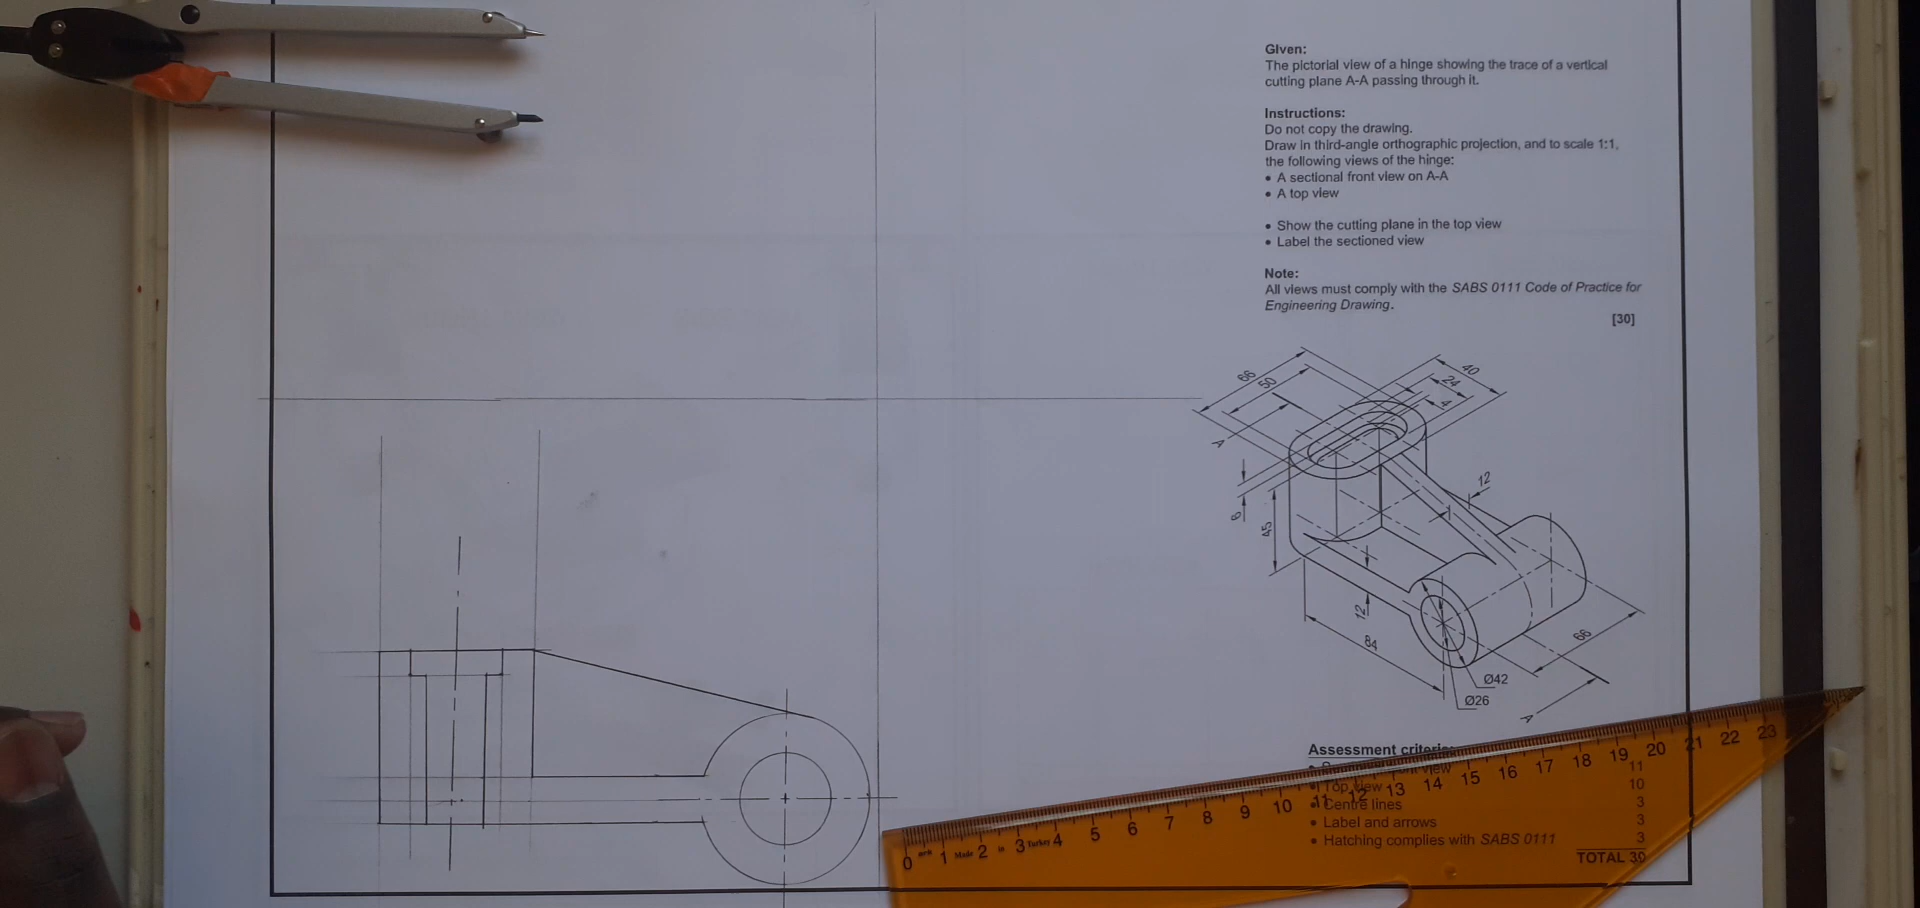 Given:
The pictorial view of a hinge showing the trace of a vertical
cutting plane A-A passing through it.
Instructions:
Do not copy the drawing.
Draw in third-angle orthographic projection, and to scale 1:1,
the following views of the hinge:
• A sectional front view on A-A
• A top view
• Show the cutting plane in the top view
• Label the sectioned view
Note:
All views must comply with the SABS 0111 Code of Practice for
Engineering Drawing.
[30]
66
50
40
24
4
A
6
45
12
12
84
66
Ø42
Ø26
A
Assessment criteria:
• view 11
• Top view 10
• Centre lines 3
• Label and arrows 3
• Hatching complies with SABS 0111 3
TOTAL 30
0 mm 1 Made 2 in 3 Turkey 4 5 6 7 8 9 10 11 12 13 14 15 16 17 18 19 20 21 22 23